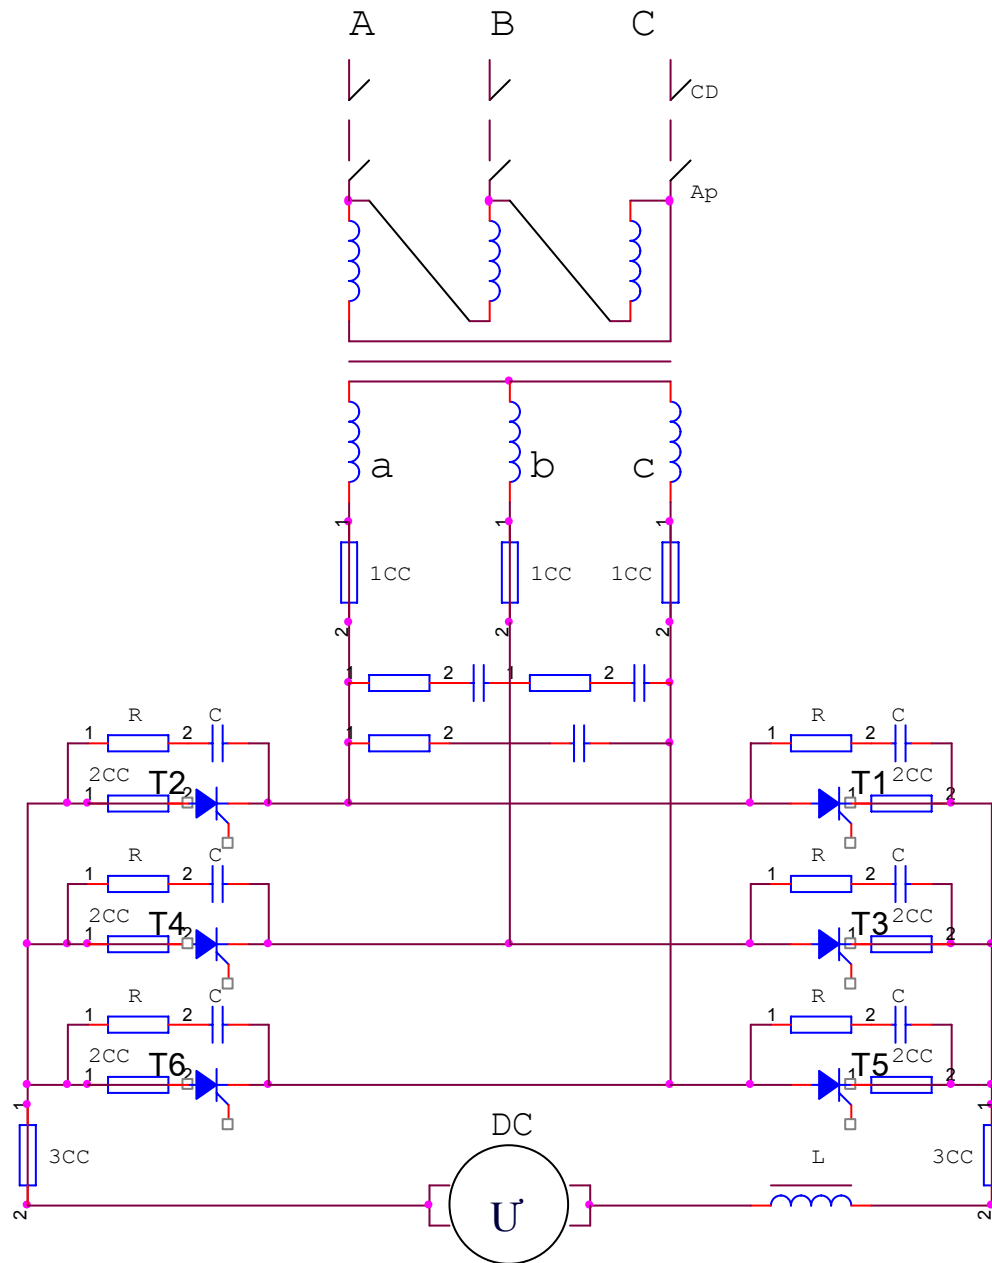 A B C
CD
Ap
a b c
1 1 1
1CC 1CC 1CC
2 2 2
1 2 1 2
R C R C
1 2 1 2 1 2
2CC T2 T1 2CC
1 2 1 2
R C R C
1 2 1 2
2CC T4 T3 2CC
1 2 1 2
R C R C
1 2 1 2
2CC T6 T5 2CC
1 2 1 2
1 1
DC
3CC L 3CC
Ư
2 2